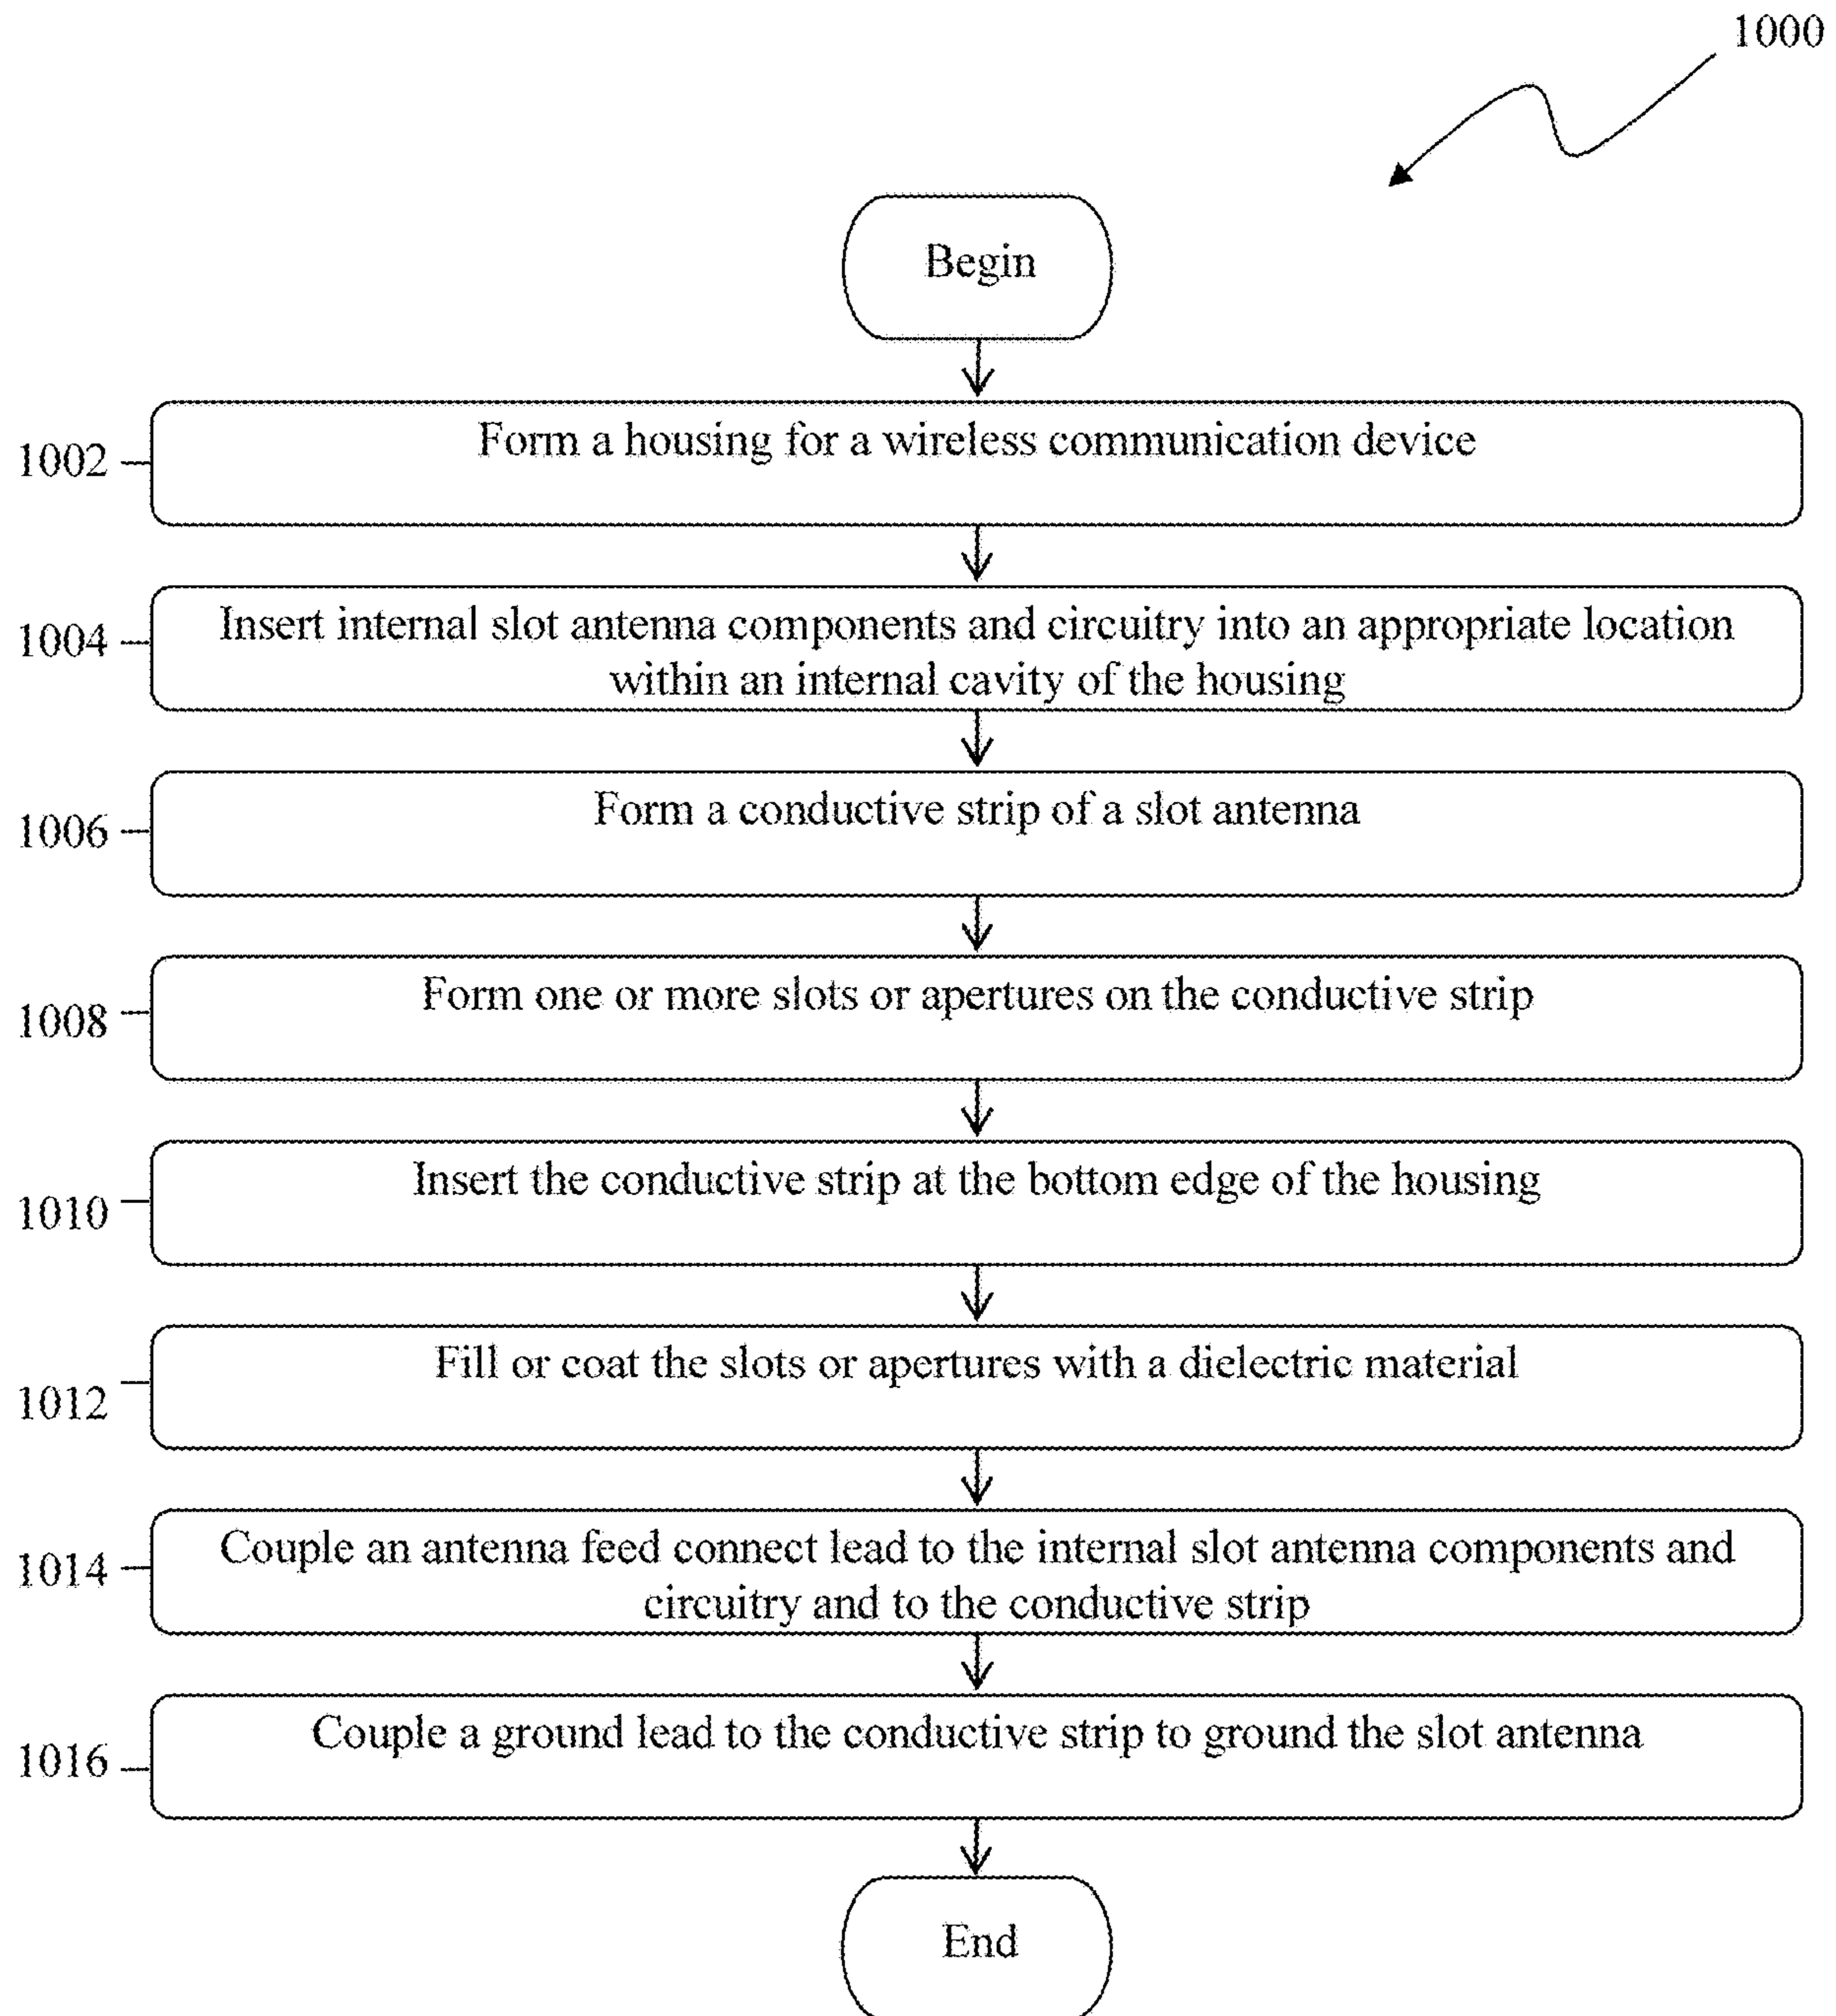 1000
Begin
1002
Form a housing for a wireless communication device
1004
Insert internal slot antenna components and circuitry into an appropriate location
within an internal cavity of the housing
1006
Form a conductive strip of a slot antenna
1008
Form one or more slots or apertures on the conductive strip
1010
Insert the conductive strip at the bottom edge of the housing
1012
Fill or coat the slots or apertures with a dielectric material
1014
Couple an antenna feed connect lead to the internal slot antenna components and
circuitry and to the conductive strip
1016
Couple a ground lead to the conductive strip to ground the slot antenna
End